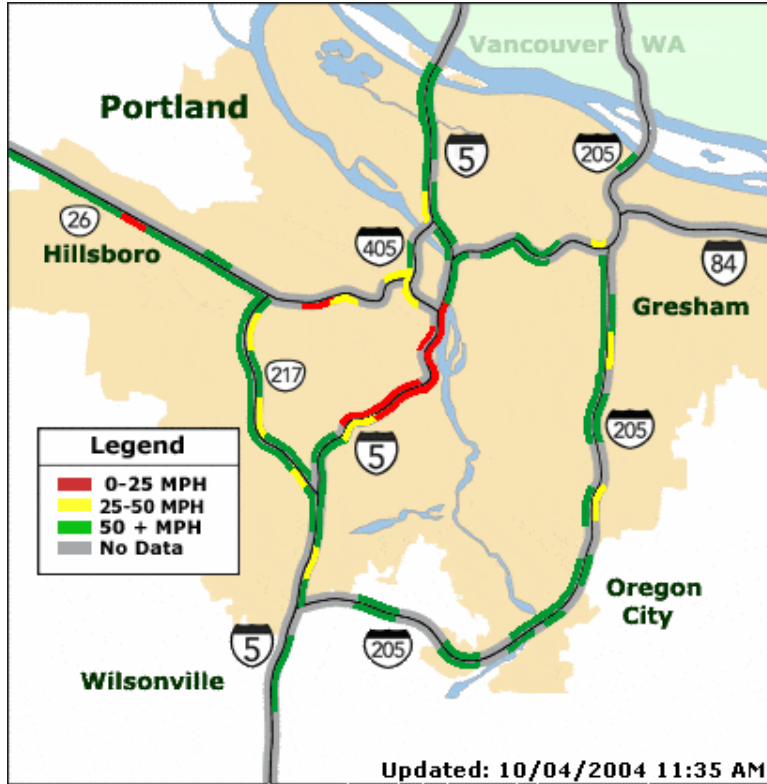 Vancouver WA
Portland
5
205
26
Hillsboro
405
84
Gresham
217
205
5
Legend
0-25 MPH
25-50 MPH
50 + MPH
No Data
Oregon
City
5
205
Wilsonville
Updated: 10/04/2004 11:35 AM